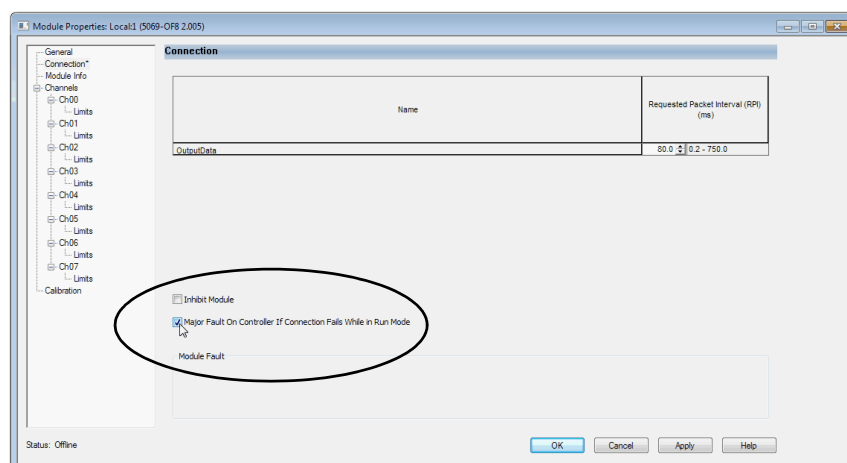 Module Properties: Local:1 (5069-OF8 2.005)
General
Connection*
Module Info
Channels
Ch00
Limits
Ch01
Limits
Ch02
Limits
Ch03
Limits
Ch04
Limits
Ch05
Limits
Ch06
Limits
Ch07
Limits
Calibration
Connection
Name
Requested Packet Interval (RPI)
(ms)
OutputData 80.0 0.2 - 750.0
Inhibit Module
Major Fault On Controller If Connection Fails While in Run Mode
Module Fault
Status: Offline
OK Cancel Apply Help